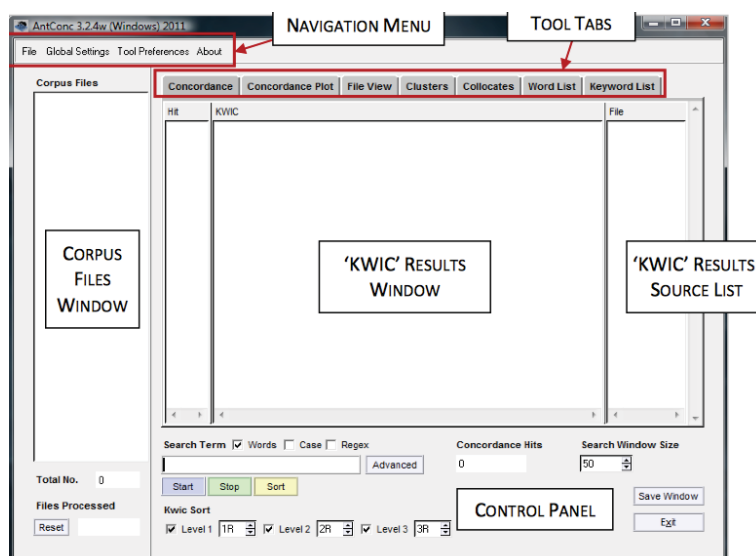 AntConc 3.2.4w (Windows) 2011
NAVIGATION MENU
TOOL TABS
File Global Settings Tool Preferences About
Corpus Files
Concordance Concordance Plot File View Clusters Collocates Word List Keyword List
Hit KWIC File
CORPUS
FILES
WINDOW
'KWIC' RESULTS
WINDOW
'KWIC' RESULTS
SOURCE LIST
Search Term Words Case Regex
Concordance Hits
Search Window Size
Advanced
0
50
Total No. 0
Start Stop Sort
Files Processed
Reset
Kwic Sort
Level 1 1R Level 2 2R Level 3 3R
CONTROL PANEL
Save Window
Exit